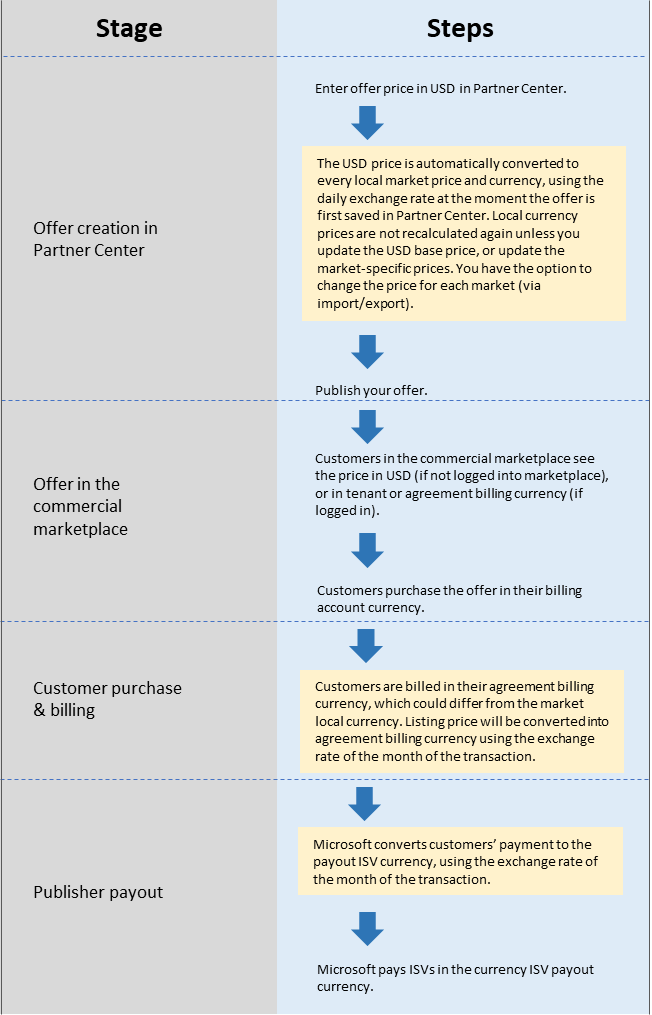 Stage
Steps
Offer creation in
Partner Center
Enter offer price in USD in Partner Center.
The USD price is automatically converted to
every local market price and currency, using the
daily exchange rate at the moment the offer is
first saved in Partner Center. Local currency
prices are not recalculated again unless you
update the USD base price, or update the
market-specific prices. You have the option to
change the price for each market (via
import/export).
Publish your offer.
Offer in the
commercial
marketplace
Customers in the commercial marketplace see
the price in USD (if not logged into marketplace),
or in tenant or agreement billing currency (if
logged in).
Customers purchase the offer in their billing
account currency.
Customer purchase
& billing
Customers are billed in their agreement billing
currency, which could differ from the market
local currency. Listing price will be converted into
agreement billing currency using the exchange
rate of the month of the transaction.
Publisher payout
Microsoft converts customers’ payment to the
payout ISV currency, using the exchange rate of
the month of the transaction.
Microsoft pays ISVs in the currency ISV payout
currency.